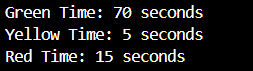 Green Time: 70 seconds
Yellow Time: 5 seconds
Red Time: 15 seconds